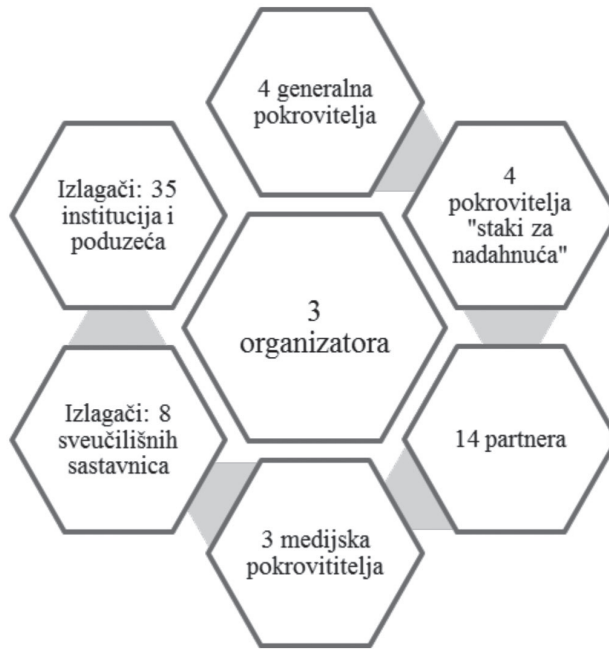 4 generalna
pokrovitelja
4
pokrovitelja
"staki za
nadahnuća"
14 partnera
3 medijska
pokrovititelja
Izlagači: 8
sveučilišnih
sastavnica
Izlagači: 35
institucija i
poduzeća
3
organizatora